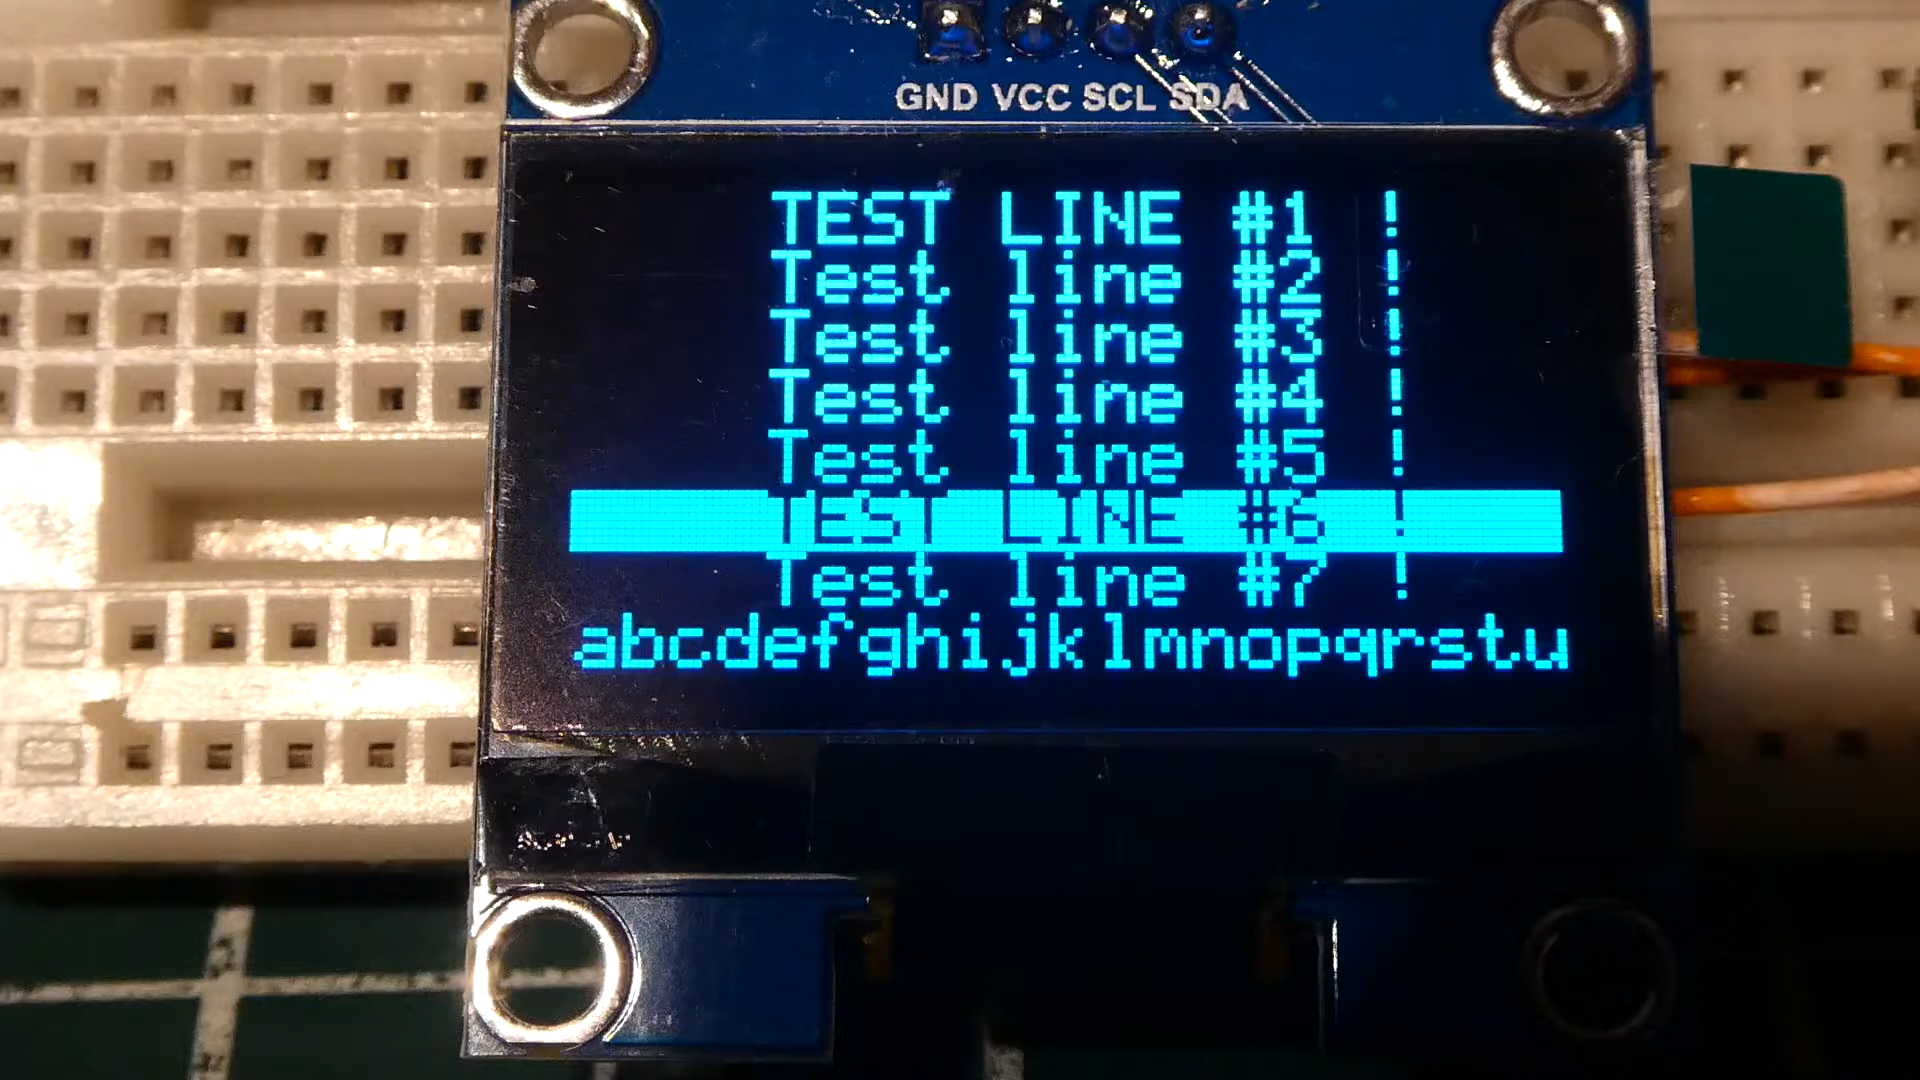 GND VCC SCL SDA
TEST LINE #1 !
Test line #2 !
Test line #3 !
Test line #4 !
Test line #5 !
TEST LINE #6 !
Test line #7 !
abcdefghijklmnopqrstu